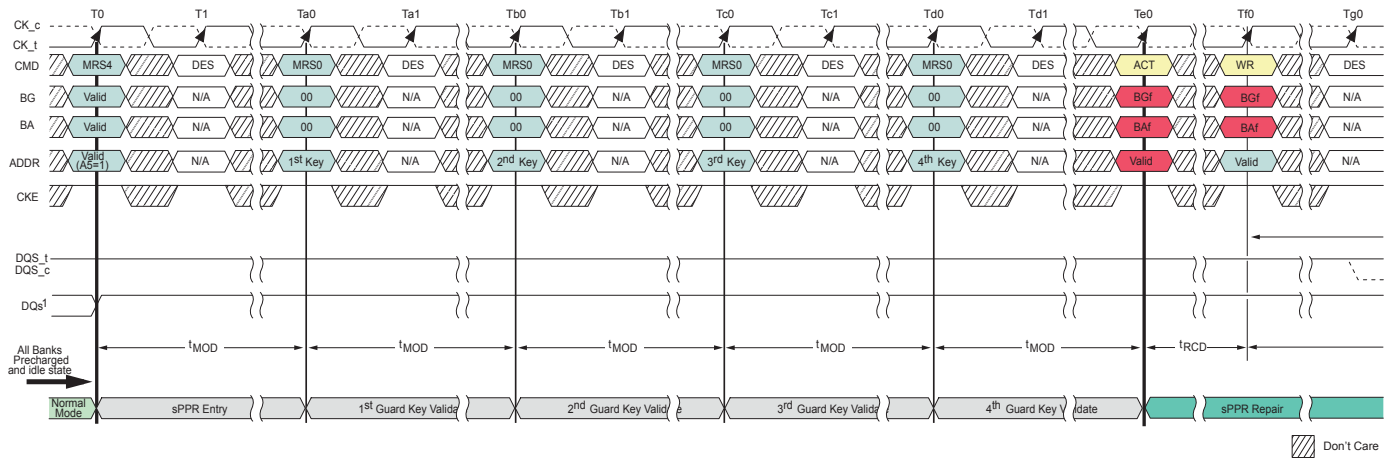 T0 T1 Ta0 Ta1 Tb0 Tb1 Tc0 Tc1 Td0 Td1 Te0 Tf0 Tg0
CK_c
CK_t
CMD MRS4 DES MRS0 DES MRS0 DES MRS0 DES MRS0 DES ACT WR DES
BG Valid N/A 00 N/A 00 N/A 00 N/A 00 N/A BGf BGf N/A
BA Valid N/A 00 N/A 00 N/A 00 N/A 00 N/A BAf BAf N/A
ADDR Valid (A5=1) N/A 1st Key N/A 2nd Key N/A 3rd Key N/A 4th Key N/A Valid Valid N/A
CKE
DQS_t
DQS_c
DQs1
All Banks
Precharged
and idle state
tMOD tMOD tMOD tMOD tMOD tRCD
Normal Mode sPPR Entry 1st Guard Key Valida 2nd Guard Key Valid e 3rd Guard Key Valida e 4th Guard Key V idate sPPR Repair
Don't Care